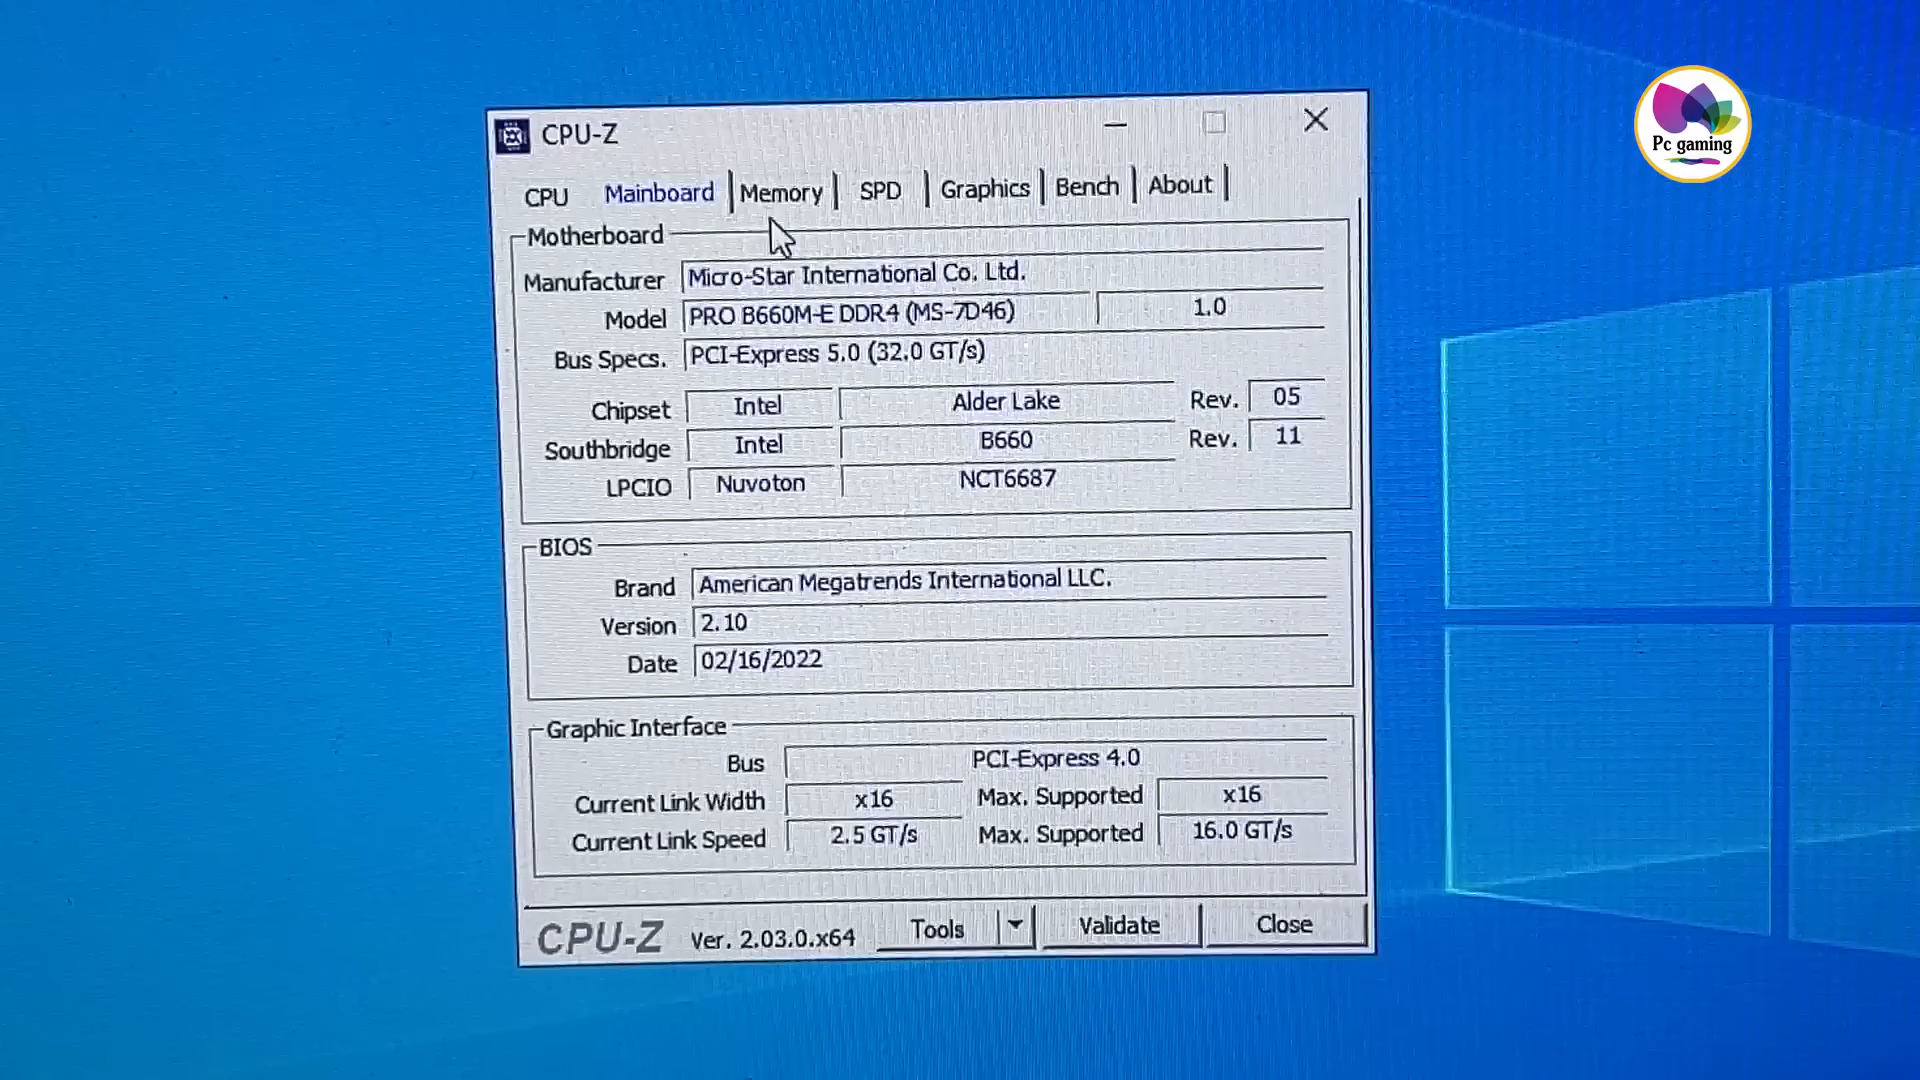 CPU-Z
Pc gaming
CPU Mainboard Memory SPD Graphics Bench About
Motherboard
Manufacturer Micro-Star International Co. Ltd.
Model PRO B660M-E DDR4 (MS-7D46) 1.0
Bus Specs. PCI-Express 5.0 (32.0 GT/s)
Chipset Intel Alder Lake Rev. 05
Southbridge Intel B660 Rev. 11
LPCIO Nuvoton NCT6687
BIOS
Brand American Megatrends International LLC.
Version 2.10
Date 02/16/2022
Graphic Interface
Bus PCI-Express 4.0
Current Link Width x16 Max. Supported x16
Current Link Speed 2.5 GT/s Max. Supported 16.0 GT/s
CPU-Z Ver. 2.03.0.x64 Tools Validate Close